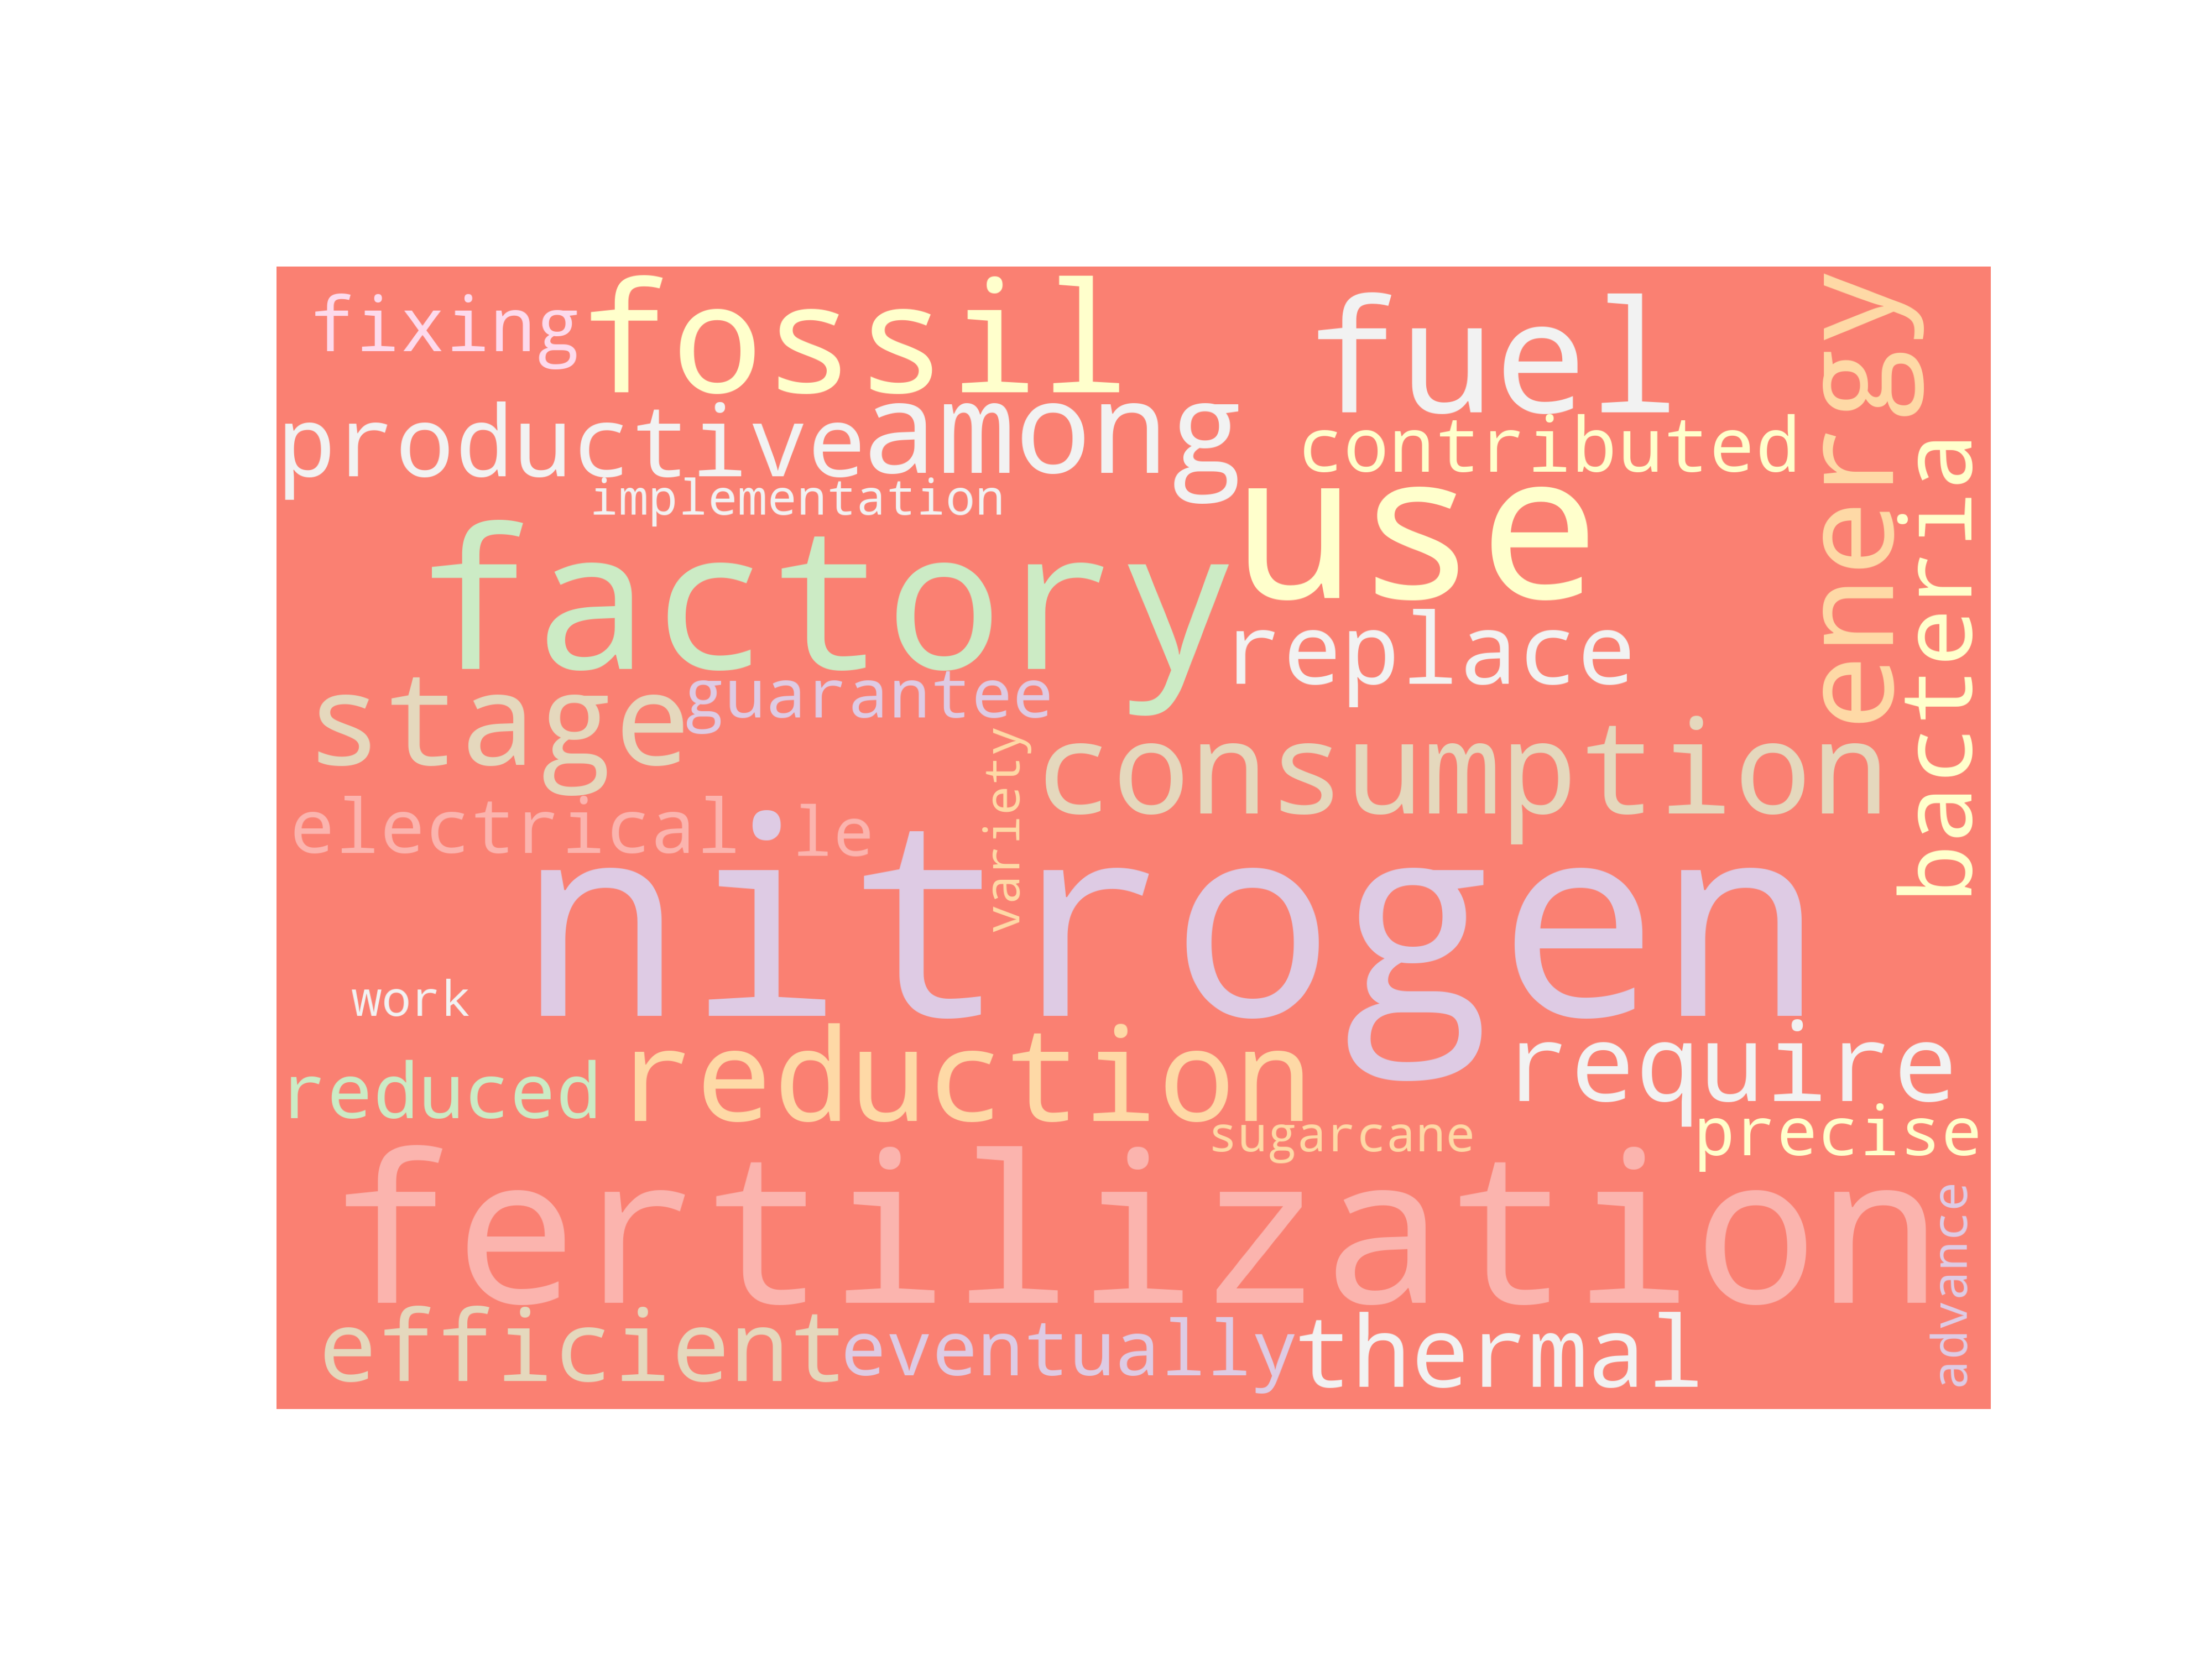 fixing
fossil
fuel
energy
productive
among
contributed
bacteria
implementation
use
factory
replace
stage
guarantee
variety
consumption
electrical
le
nitrogen
work
reduced
reduction
require
sugarcane
precise
fertilization
advance
efficient
eventually
thermal